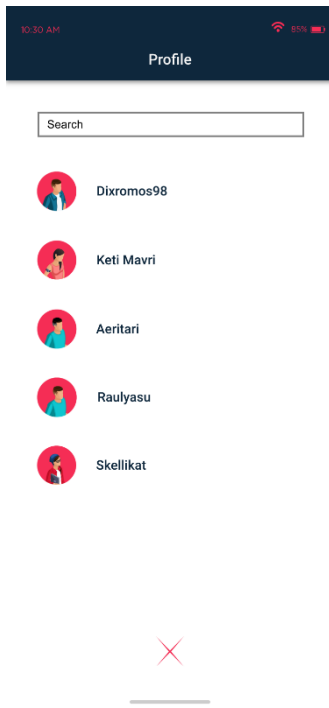 10:30 AM
85%
Profile
Search
Dixromos98
Keti Mavri
Aeritari
Raulyasu
Skellikat